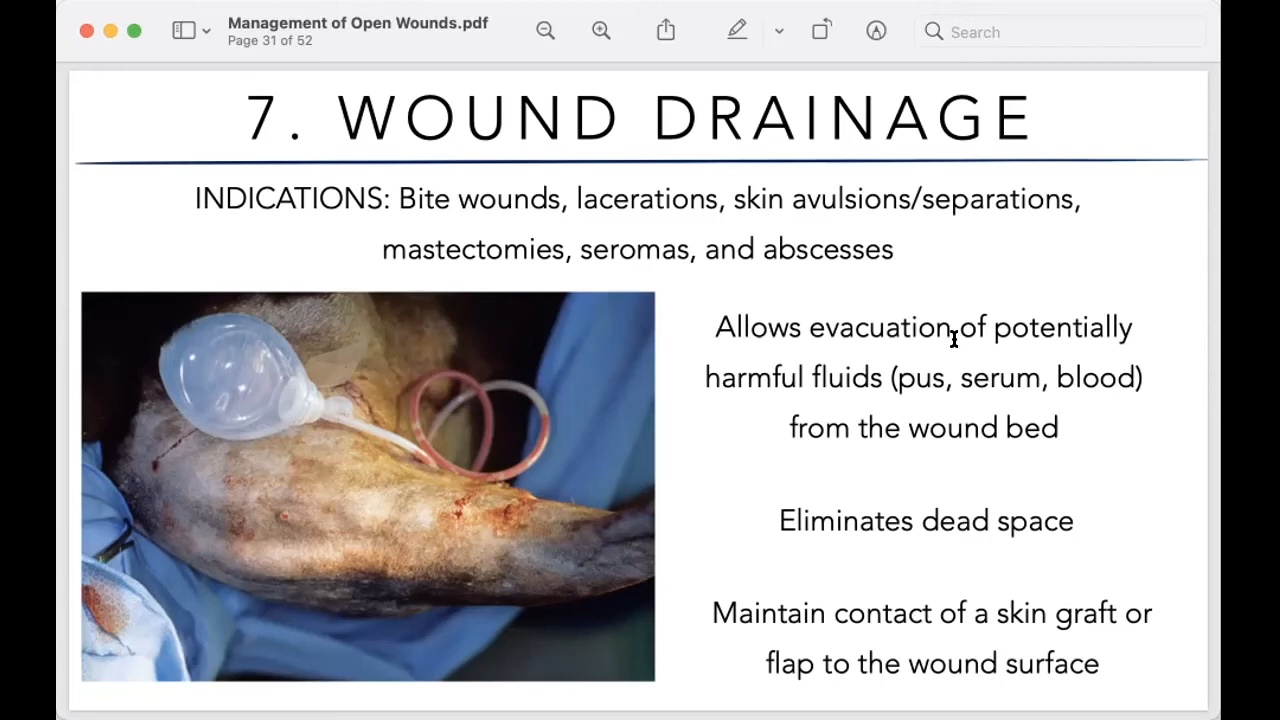 Management of Open Wounds.pdf
Page 31 of 52
Search
7. WOUND DRAINAGE
INDICATIONS: Bite wounds, lacerations, skin avulsions/separations,
mastectomies, seromas, and abscesses
Allows evacuation of potentially
harmful fluids (pus, serum, blood)
from the wound bed
Eliminates dead space
Maintain contact of a skin graft or
flap to the wound surface